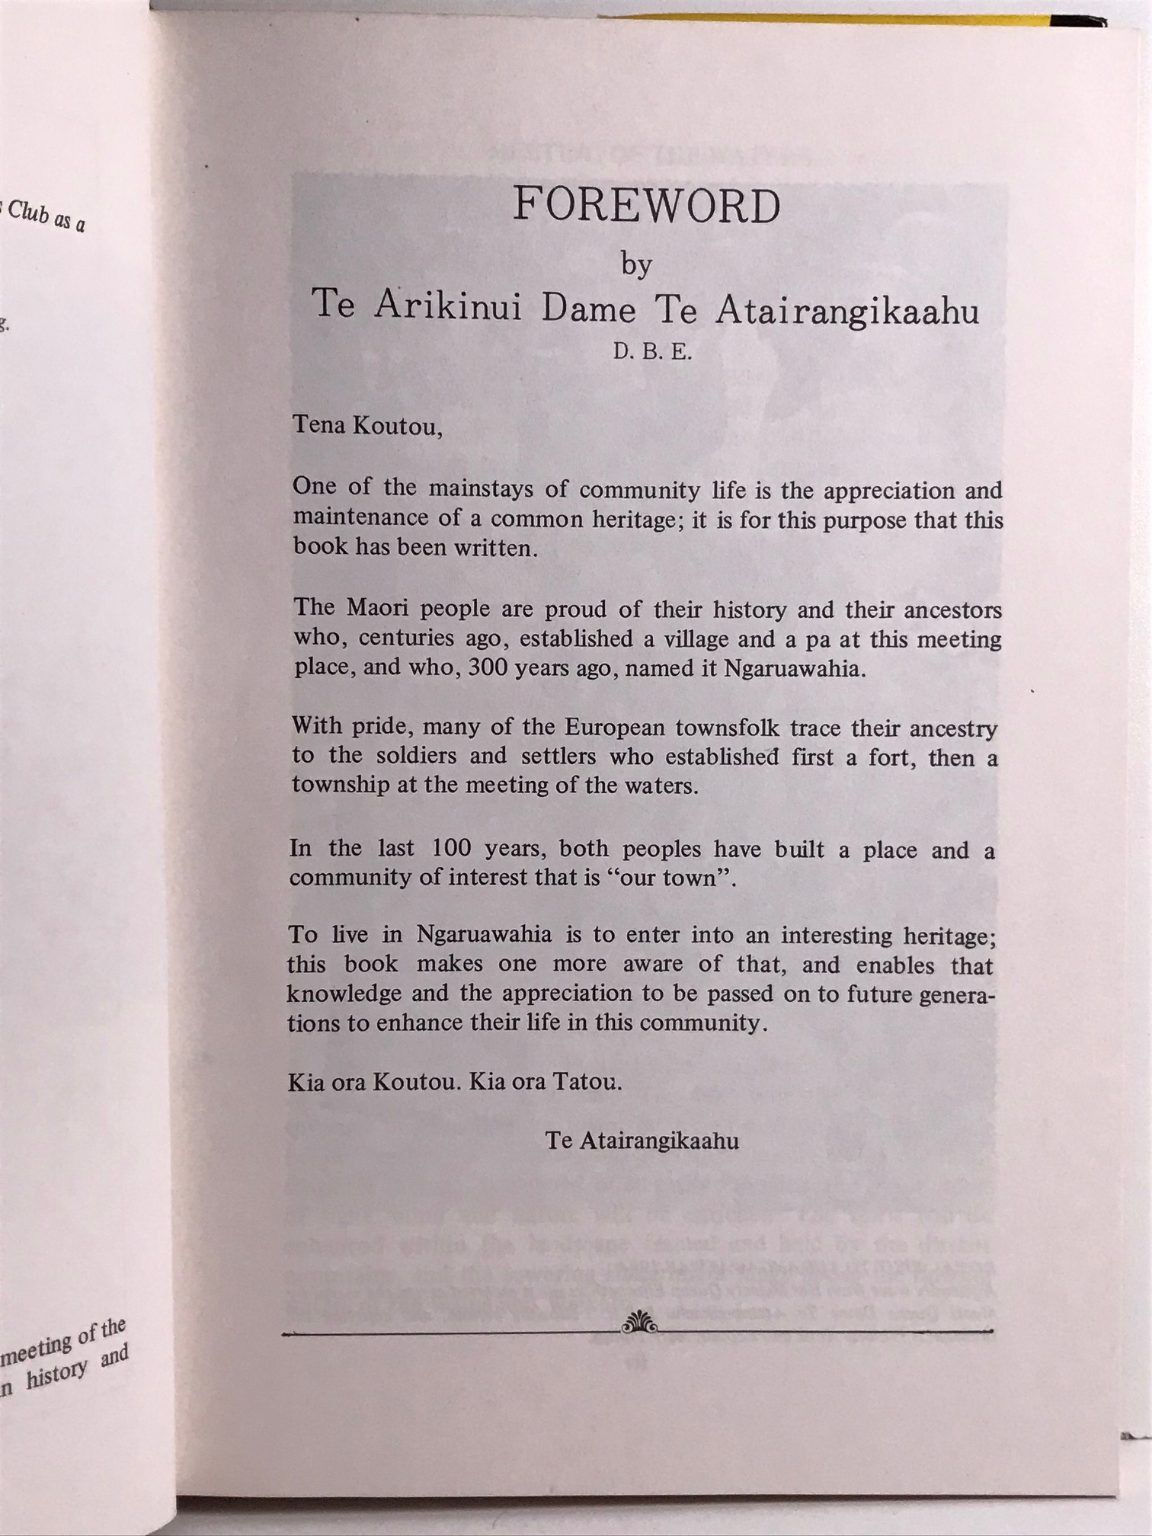 s Club as a
g.
meeting of the
n history and
FOREWORD
by
Te Arikinui Dame Te Atairangikaahu
D. B. E.
Tena Koutou,
One of the mainstays of community life is the appreciation and
maintenance of a common heritage; it is for this purpose that this
book has been written.
The Maori people are proud of their history and their ancestors
who, centuries ago, established a village and a pa at this meeting
place, and who, 300 years ago, named it Ngaruawahia.
With pride, many of the European townsfolk trace their ancestry
to the soldiers and settlers who established first a fort, then a
township at the meeting of the waters.
In the last 100 years, both peoples have built a place and a
community of interest that is “our town”.
To live in Ngaruawahia is to enter into an interesting heritage;
this book makes one more aware of that, and enables that
knowledge and the appreciation to be passed on to future genera-
tions to enhance their life in this community.
Kia ora Koutou. Kia ora Tatou.
Te Atairangikaahu